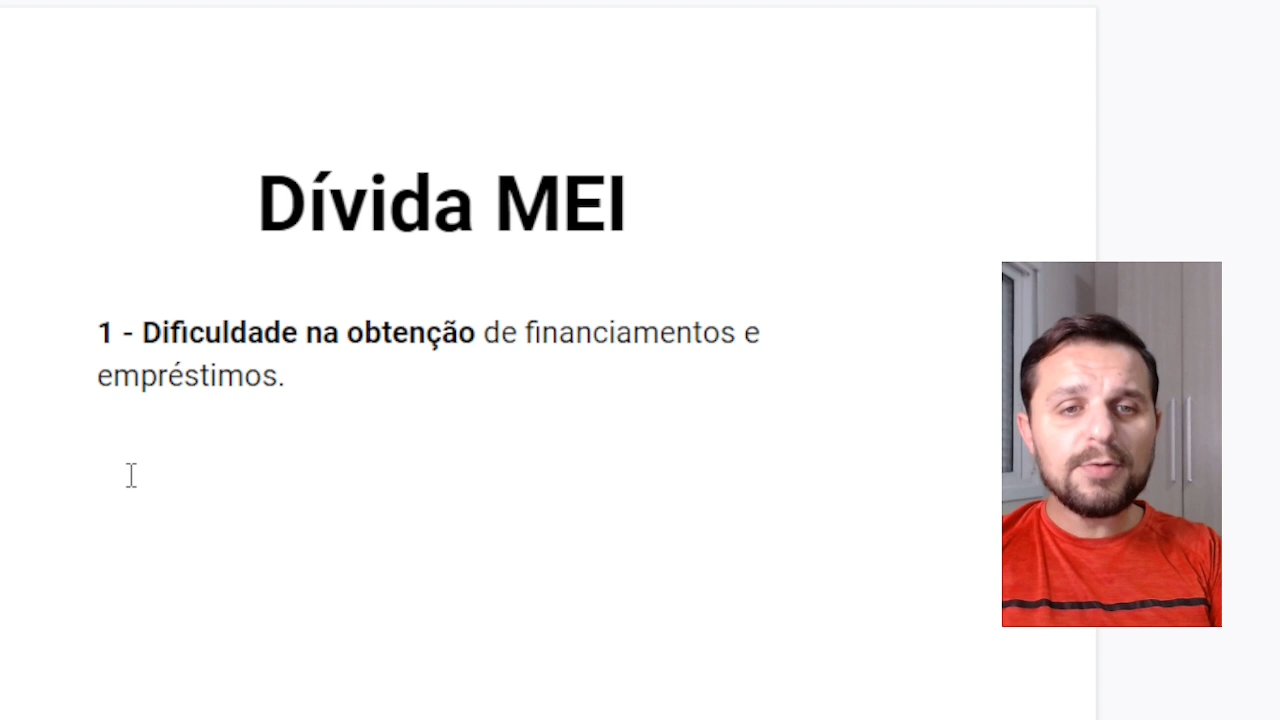 Dívida MEI
1 - Dificuldade na obtenção de financiamentos e
empréstimos.